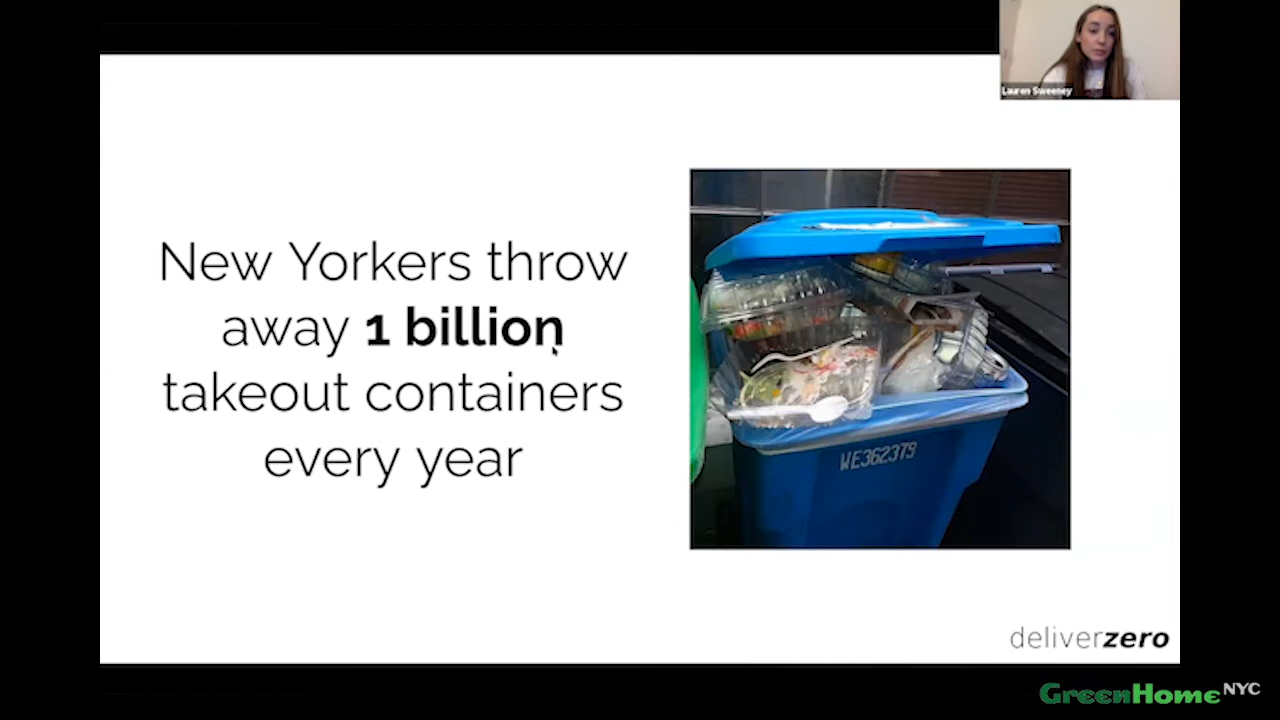 Lauren Sweeney
New Yorkers throw
away 1 billion
takeout containers
every year
WE362379
deliverzero
GreenHomeNYC